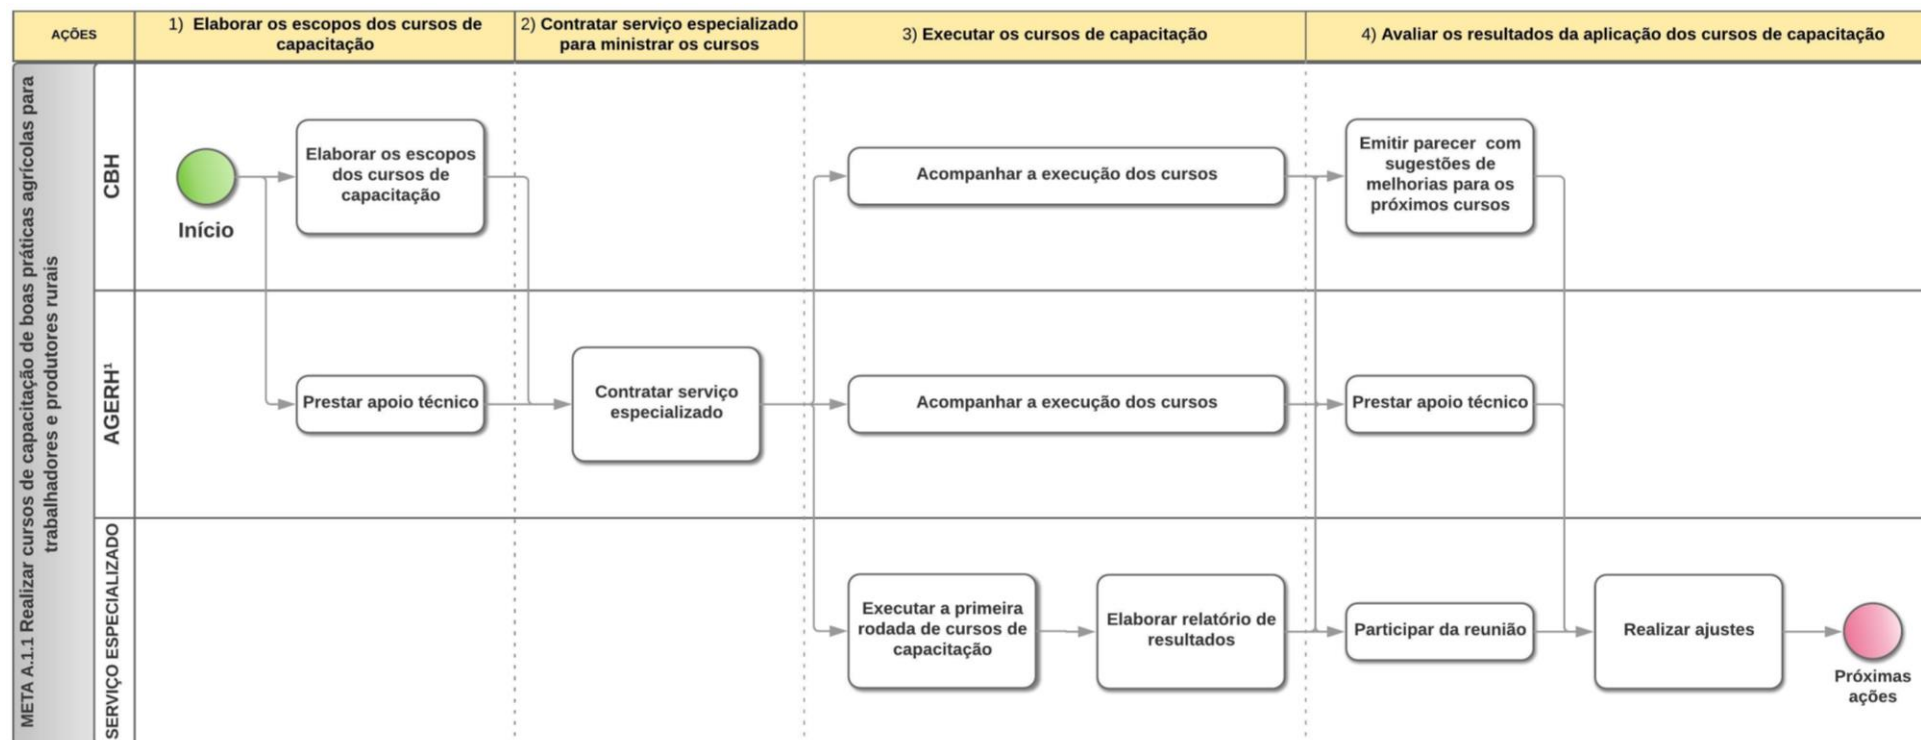 AÇÕES
1) Elaborar os escopos dos cursos de
capacitação
2) Contratar serviço especializado
para ministrar os cursos
3) Executar os cursos de capacitação
4) Avaliar os resultados da aplicação dos cursos de capacitação
META A.1.1 Realizar cursos de capacitação de boas práticas agrícolas para
trabalhadores e produtores rurais
CBH
Início
Elaborar os escopos
dos cursos de
capacitação
Acompanhar a execução dos cursos
Emitir parecer com
sugestões de
melhorias para os
próximos cursos
AGERH¹
Prestar apoio técnico
Contratar serviço
especializado
Acompanhar a execução dos cursos
Prestar apoio técnico
SERVIÇO ESPECIALIZADO
Executar a primeira
rodada de cursos de
capacitação
Elaborar relatório de
resultados
Participar da reunião
Realizar ajustes
Próximas
ações